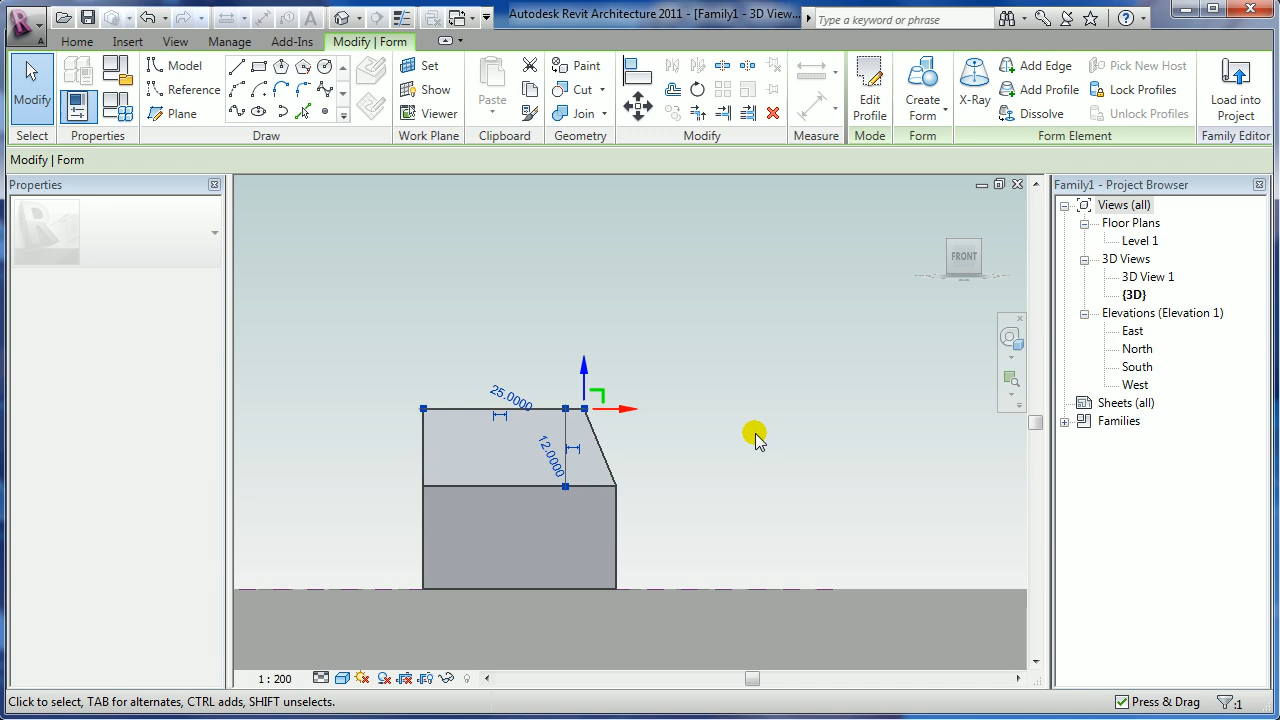 Autodesk Revit Architecture 2011 - [Family1 - 3D View...
Type a keyword or phrase
Home Insert View Manage Add-Ins Modify | Form
Modify
Model
Reference
Plane
Set
Show
Viewer
Paste
Paint
Cut
Join
Edit
Profile
Create
Form
X-Ray
Add Edge
Add Profile
Dissolve
Pick New Host
Lock Profiles
Unlock Profiles
Load into
Project
Select Properties Draw Work Plane Clipboard Geometry Modify Measure Mode Form Form Element Family Editor
Modify | Form
Properties
FRONT
25.0000
12.0000
Family1 - Project Browser
Views (all)
Floor Plans
Level 1
3D Views
3D View 1
{3D}
Elevations (Elevation 1)
East
North
South
West
Sheets (all)
Families
1 : 200
Click to select, TAB for alternates, CTRL adds, SHIFT unselects.
Press & Drag
:1